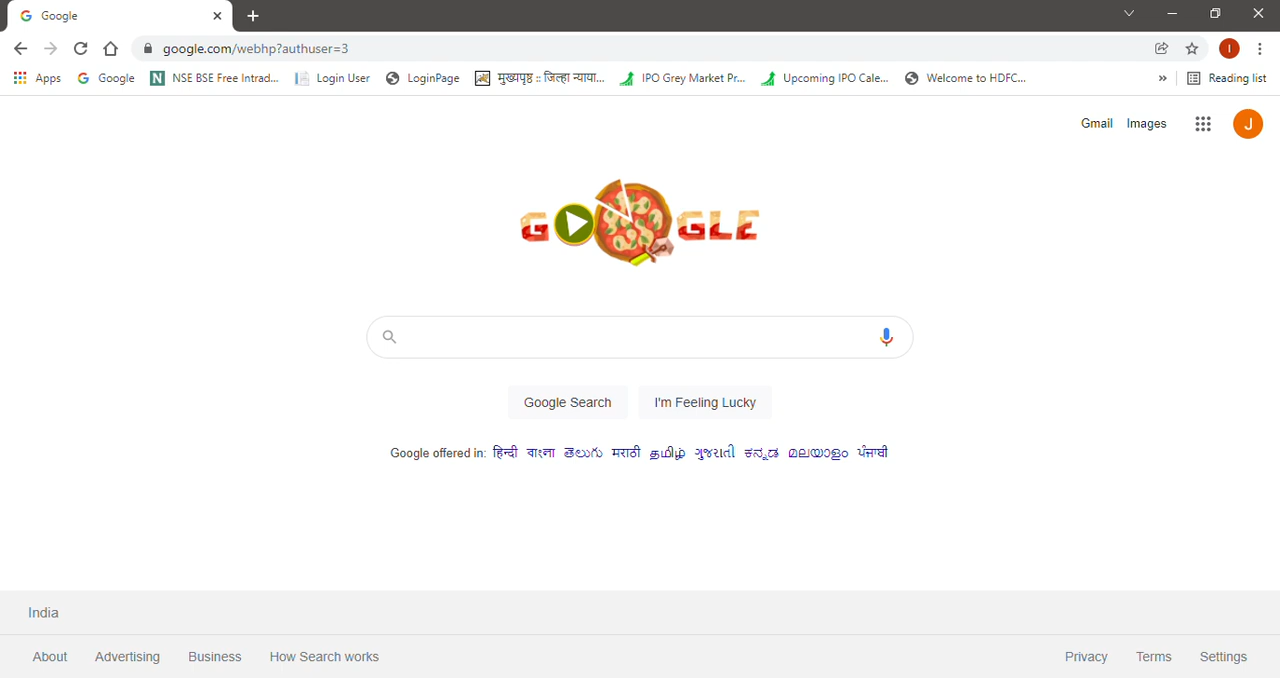 Google
google.com/webhp?authuser=3
I
Apps Google NSE BSE Free Intrad... Login User LoginPage मुख्यपृष्ठ :: जिल्हा न्याया... IPO Grey Market Pr... Upcoming IPO Cale... Welcome to HDFC... » Reading list
Gmail Images J
GOOGLE
Google Search I'm Feeling Lucky
Google offered in: हिन्दी বাংলা తెలుగు मराठी தமிழ் ગુજરાતી ಕನ್ನಡ മലയാളം ਪੰਜਾਬੀ
India
About Advertising Business How Search works Privacy Terms Settings